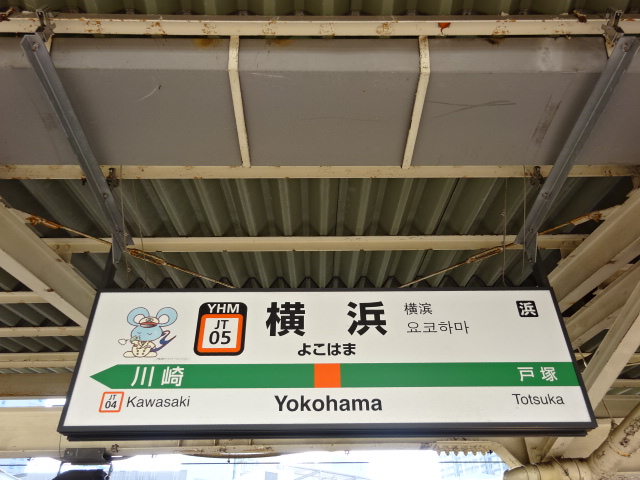 YHM
JT
05
横浜
よこはま
横滨
요코하마
浜
川崎
戸塚
JT
04
Kawasaki
Yokohama
Totsuka